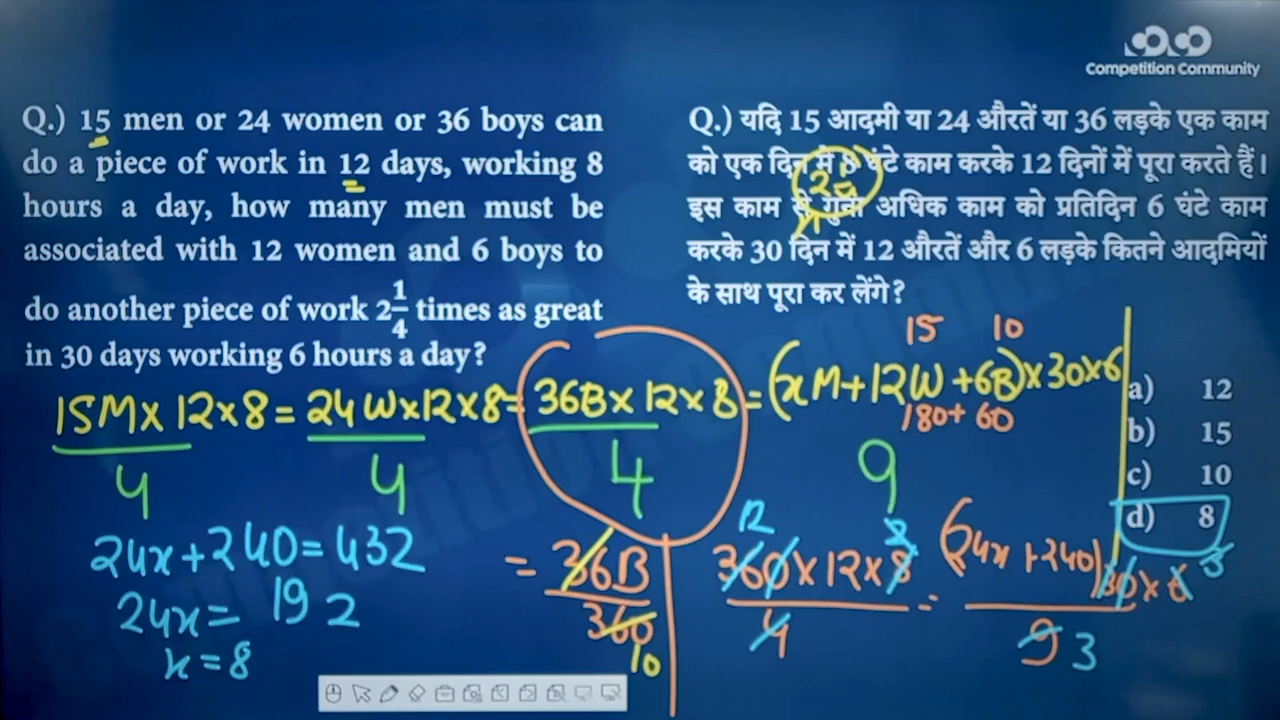 Competition Community
Q.) 15 men or 24 women or 36 boys can
do a piece of work in 12 days, working 8
hours a day, how many men must be
associated with 12 women and 6 boys to
do another piece of work 2 1/4 times as great
in 30 days working 6 hours a day?
Q.) यदि 15 आदमी या 24 औरतें या 36 लड़के एक काम
को एक दिन में 8 घंटे काम करके 12 दिनों में पूरा करते हैं।
इस काम से गुना अधिक काम को प्रतिदिन 6 घंटे काम
करके 30 दिन में 12 औरतें और 6 लड़के कितने आदमियों
के साथ पूरा कर लेंगे?
a) 12
b) 15
c) 10
d) 8
15 10
15M×12×8 = 24W×12×8 = 36B×12×8 = (xM+12W+6B)×30×6
180+60
4 4 4 9
24x+240=432
24x= 192
x=8
= 36B
360
10
12
360×12×8 = (24x+240)30×6
4 9 3